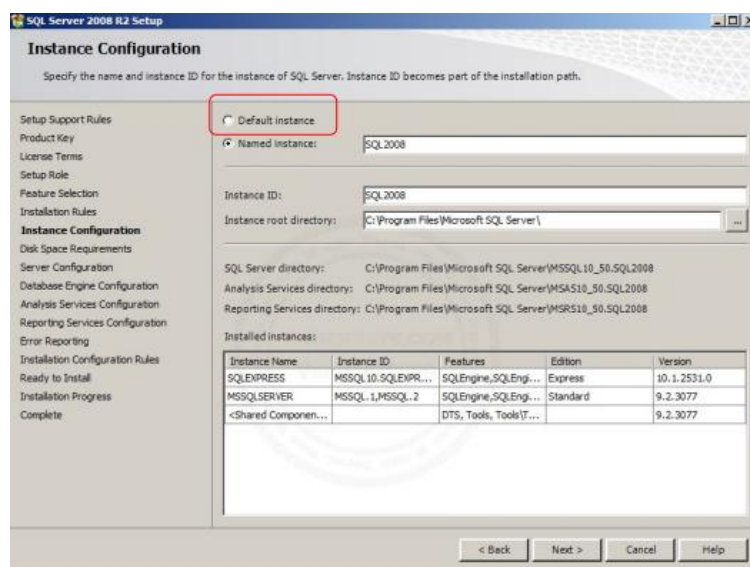 SQL Server 2008 R2 Setup
Instance Configuration
Specify the name and instance ID for the instance of SQL Server. Instance ID becomes part of the installation path.
Setup Support Rules
Product Key
License Terms
Setup Role
Feature Selection
Installation Rules
Instance Configuration
Disk Space Requirements
Server Configuration
Database Engine Configuration
Analysis Services Configuration
Reporting Services Configuration
Error Reporting
Installation Configuration Rules
Ready to Install
Installation Progress
Complete
Default instance
Named instance: SQL2008
Instance ID: SQL2008
Instance root directory: C:\Program Files\Microsoft SQL Server\ ...
SQL Server directory: C:\Program Files\Microsoft SQL Server\MSSQL10_50.SQL2008
Analysis Services directory: C:\Program Files\Microsoft SQL Server\MSAS10_50.SQL2008
Reporting Services directory: C:\Program Files\Microsoft SQL Server\MSRS10_50.SQL2008
Installed instances:
Instance Name Instance ID Features Edition Version
SQLEXPRESS MSSQL10.SQLEXPR... SQLEngine,SQLEngi... Express 10.1.2531.0
MSSQLSERVER MSSQL.1,MSSQL.2 SQLEngine,SQLEngi... Standard 9.2.3077
<Shared Componen... DTS, Tools, Tools\T... 9.2.3077
< Back Next > Cancel Help